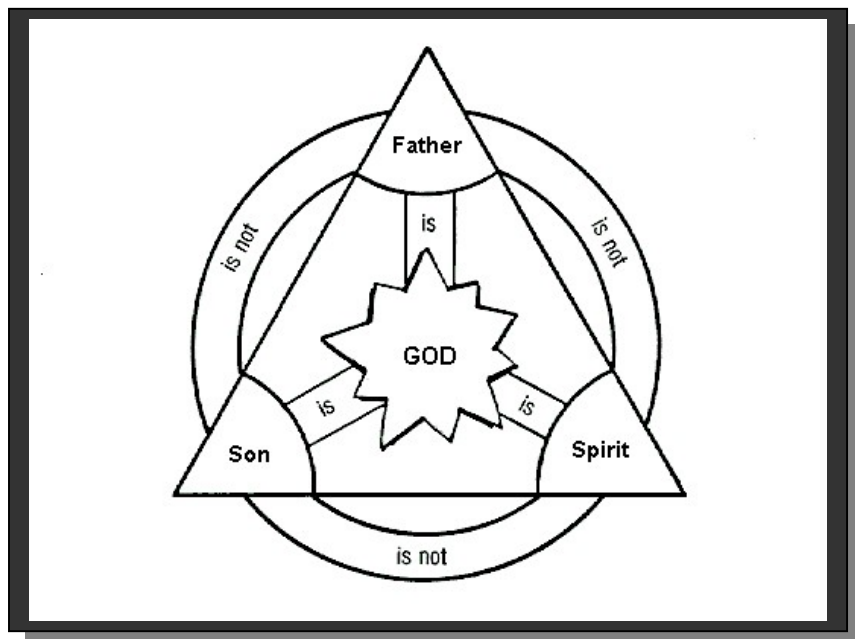 Father
is
is not
is not
GOD
is
is
Son
Spirit
is not